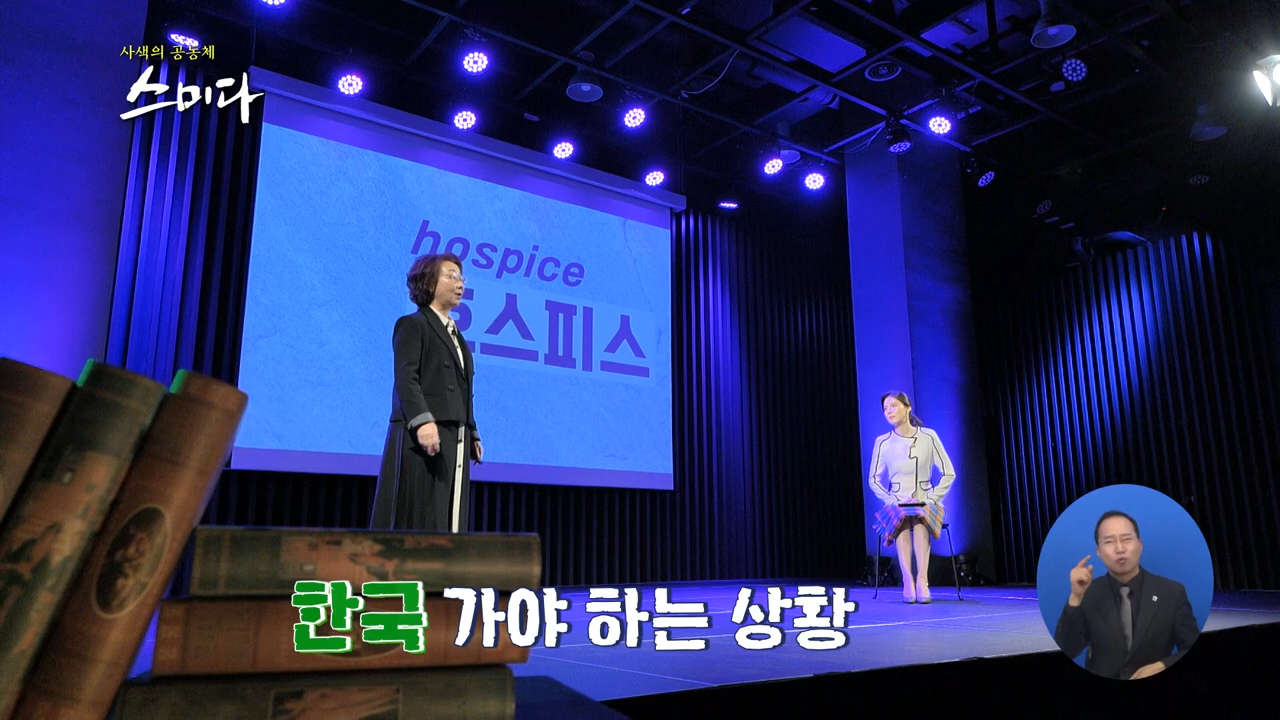 사색의 공동체
스미다
hospice
호스피스
한국 가야 하는 상황